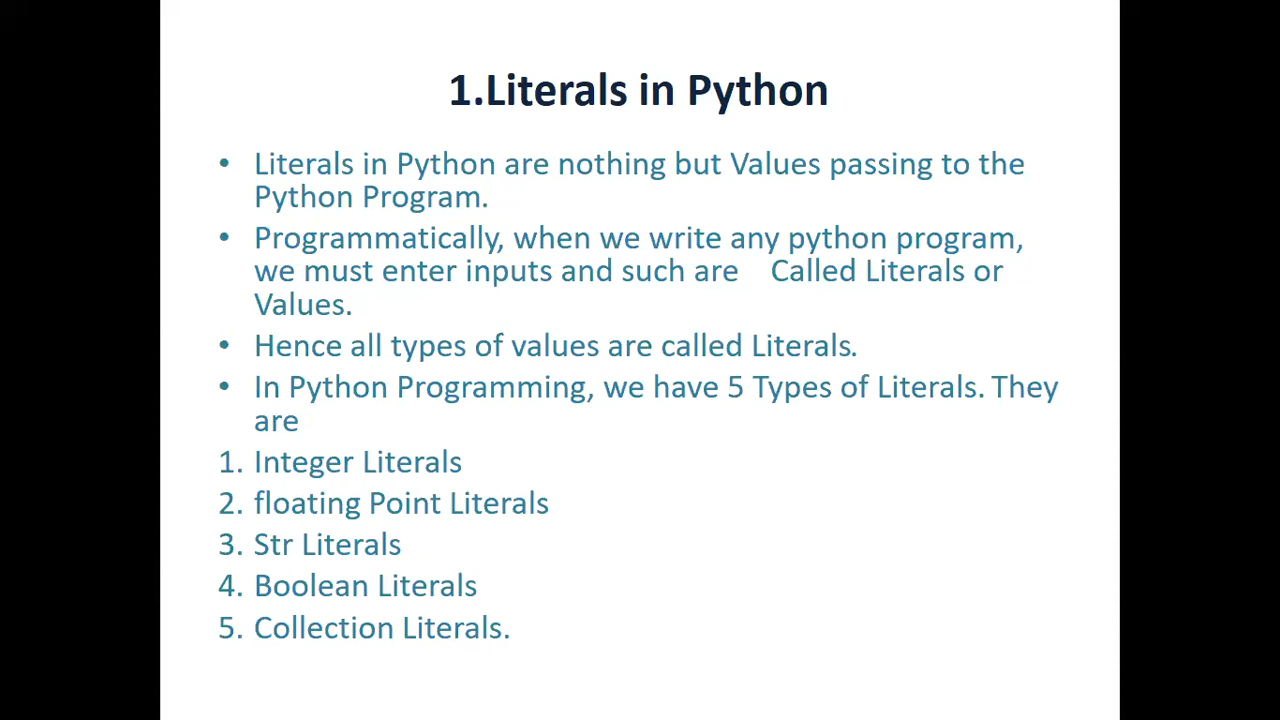 1.Literals in Python
• Literals in Python are nothing but Values passing to the
Python Program.
• Programmatically, when we write any python program,
we must enter inputs and such are    Called Literals or
Values.
• Hence all types of values are called Literals.
• In Python Programming, we have 5 Types of Literals. They
are
1. Integer Literals
2. floating Point Literals
3. Str Literals
4. Boolean Literals
5. Collection Literals.